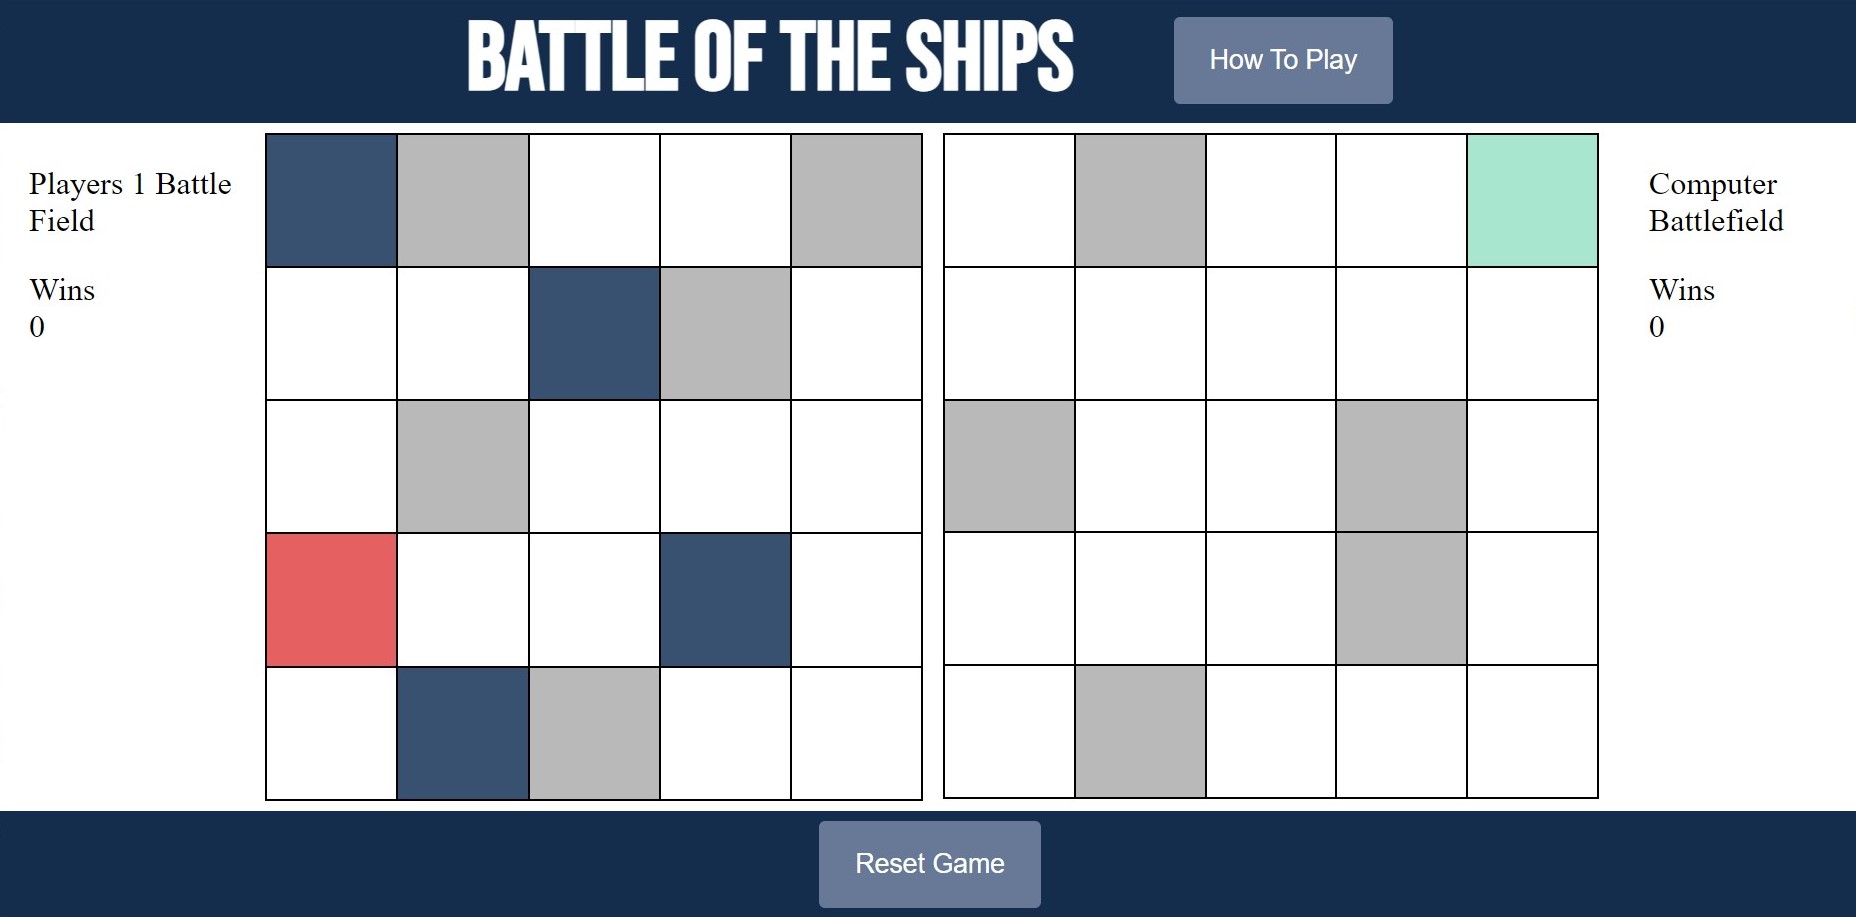 BATTLE OF THE SHIPS
How To Play
Players 1 Battle
Field
Wins
0
Computer
Battlefield
Wins
0
Reset Game